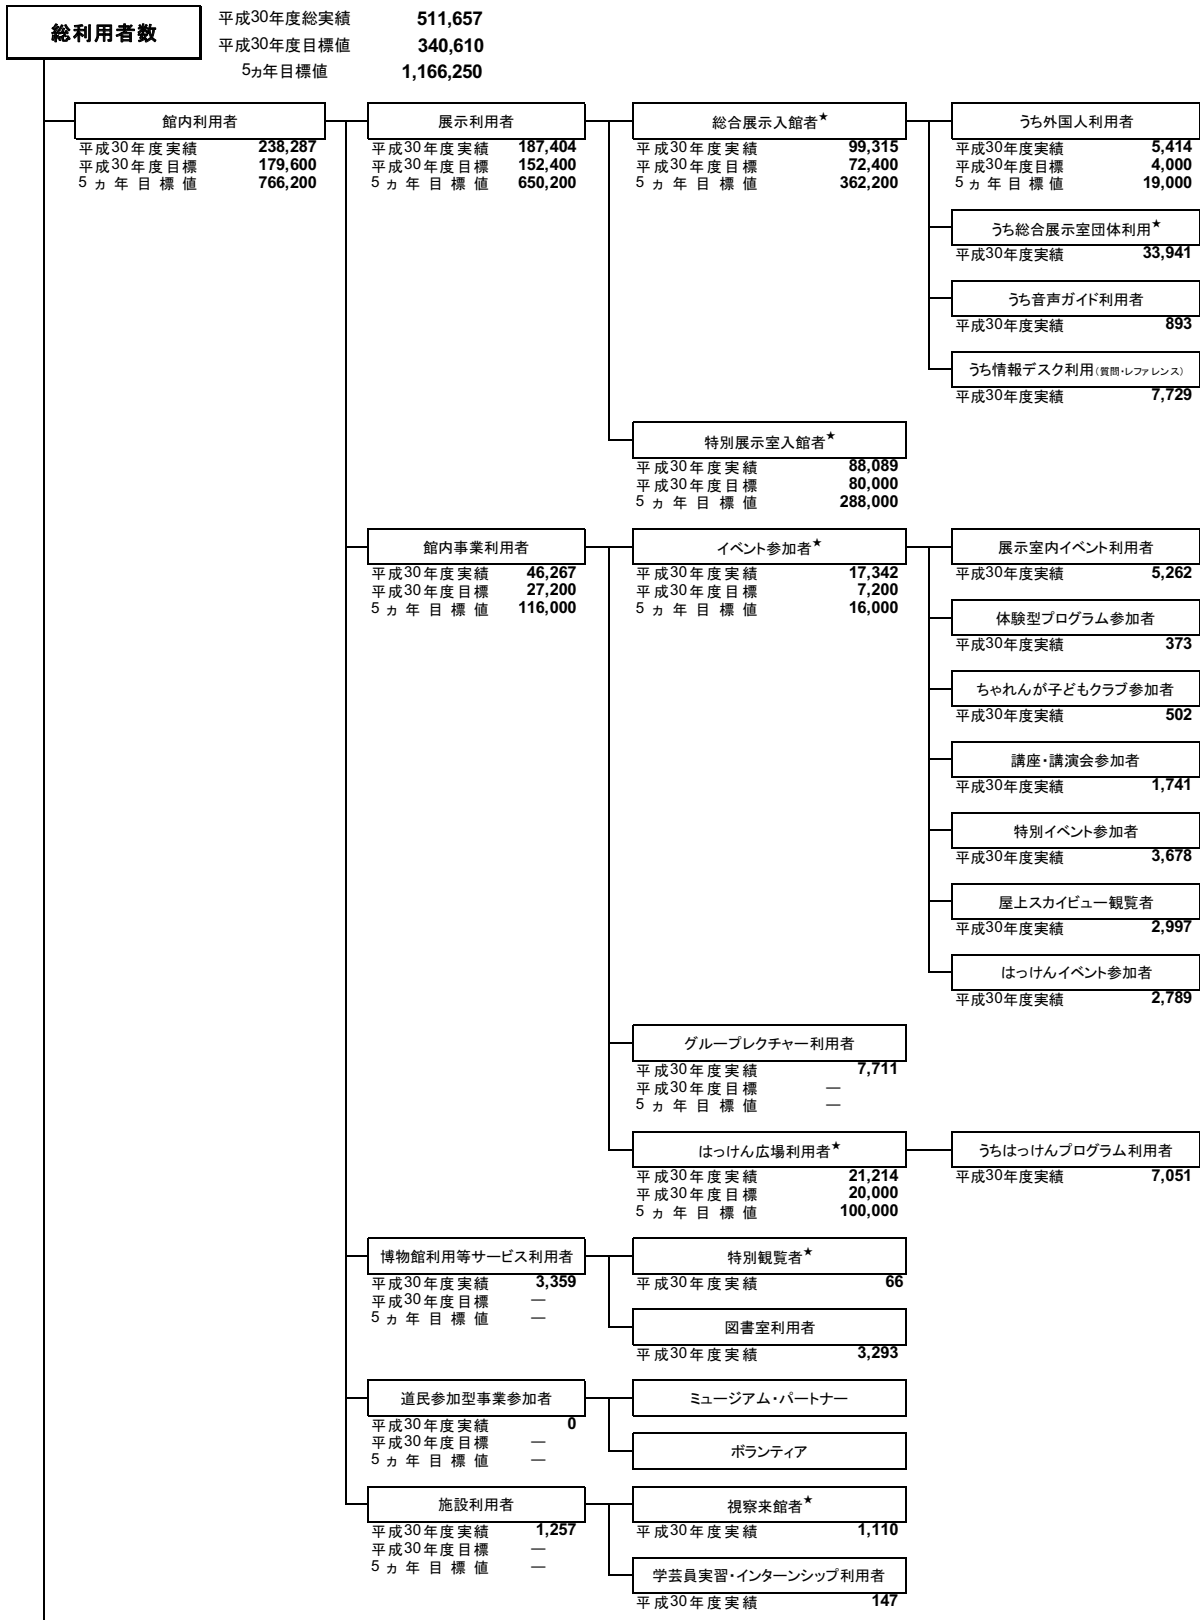 総利用者数
平成30年度総実績 511,657
平成30年度目標値 340,610
5ヵ年目標値 1,166,250
館内利用者
平成30年度実績 238,287
平成30年度目標 179,600
5ヵ年目標値 766,200
展示利用者
平成30年度実績 187,404
平成30年度目標 152,400
5ヵ年目標値 650,200
総合展示入館者★
平成30年度実績 99,315
平成30年度目標 72,400
5ヵ年目標値 362,200
うち外国人利用者
平成30年度実績 5,414
平成30年度目標 4,000
5ヵ年目標値 19,000
うち総合展示室団体利用★
平成30年度実績 33,941
うち音声ガイド利用者
平成30年度実績 893
うち情報デスク利用(質問・レファレンス)
平成30年度実績 7,729
特別展示室入館者★
平成30年度実績 88,089
平成30年度目標 80,000
5ヵ年目標値 288,000
館内事業利用者
平成30年度実績 46,267
平成30年度目標 27,200
5ヵ年目標値 116,000
イベント参加者★
平成30年度実績 17,342
平成30年度目標 7,200
5ヵ年目標値 16,000
展示室内イベント利用者
平成30年度実績 5,262
体験型プログラム参加者
平成30年度実績 373
ちゃれんが子どもクラブ参加者
平成30年度実績 502
講座・講演会参加者
平成30年度実績 1,741
特別イベント参加者
平成30年度実績 3,678
屋上スカイビュー観覧者
平成30年度実績 2,997
はっけんイベント参加者
平成30年度実績 2,789
グループレクチャー利用者
平成30年度実績 7,711
平成30年度目標 ―
5ヵ年目標値 ―
はっけん広場利用者★
平成30年度実績 21,214
平成30年度目標 20,000
5ヵ年目標値 100,000
うちはっけんプログラム利用者
平成30年度実績 7,051
博物館利用等サービス利用者
平成30年度実績 3,359
平成30年度目標 ―
5ヵ年目標値 ―
特別観覧者★
平成30年度実績 66
図書室利用者
平成30年度実績 3,293
道民参加型事業参加者
平成30年度実績 0
平成30年度目標 ―
5ヵ年目標値 ―
ミュージアム・パートナー
ボランティア
施設利用者
平成30年度実績 1,257
平成30年度目標 ―
5ヵ年目標値 ―
視察来館者★
平成30年度実績 1,110
学芸員実習・インターンシップ利用者
平成30年度実績 147